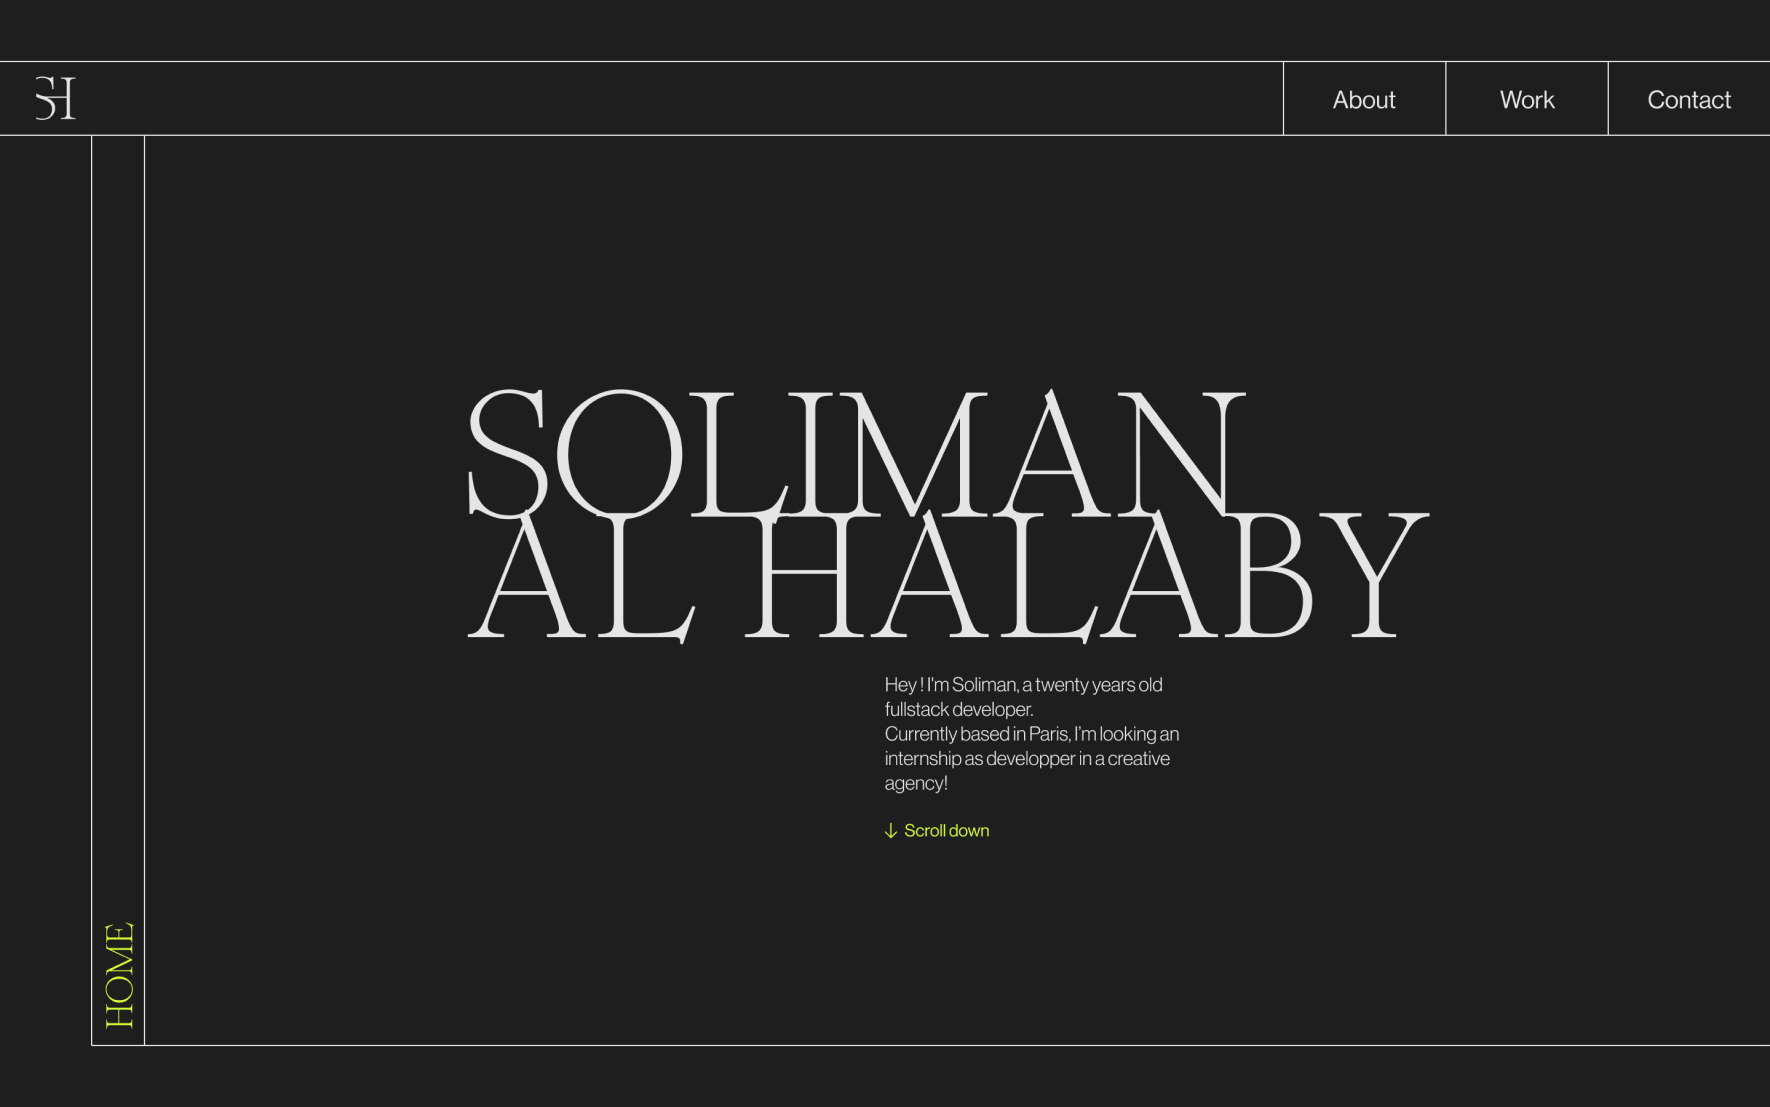 SH
About
Work
Contact
SOLIMAN
AL HALABY
Hey ! I'm Soliman, a twenty years old
fullstack developer.
Currently based in Paris, I'm looking an
internship as developper in a creative
agency!
↓ Scroll down
HOME